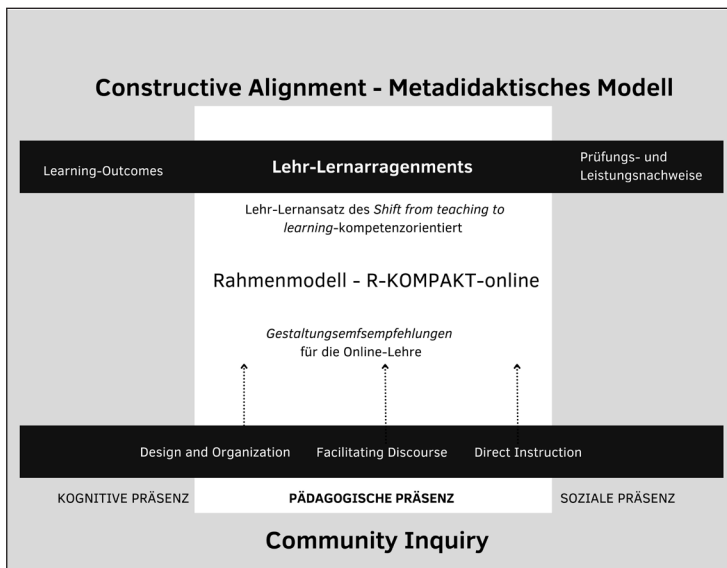 Constructive Alignment - Metadidaktisches Modell
Learning-Outcomes
Lehr-Lernarragenments
Prüfungs- und
Leistungsnachweise
Lehr-Lernansatz des Shift from teaching to
learning-kompetenzorientiert
Rahmenmodell - R-KOMPAKT-online
Gestaltungsemfsempfehlungen
für die Online-Lehre
Design and Organization
Facilitating Discourse
Direct Instruction
KOGNITIVE PRÄSENZ
PÄDAGOGISCHE PRÄSENZ
SOZIALE PRÄSENZ
Community Inquiry